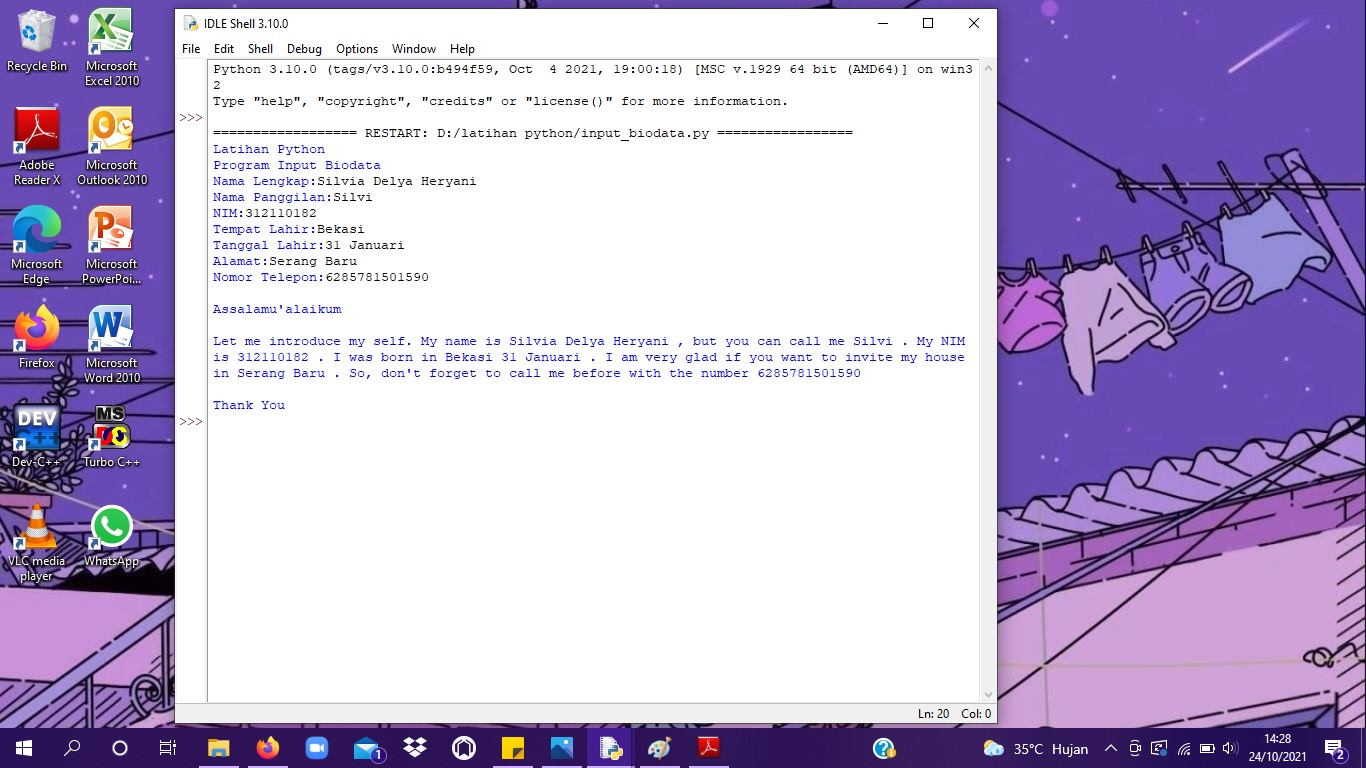 Recycle Bin
Microsoft
Excel 2010
Adobe
Reader X
Microsoft
Outlook 2010
Microsoft
Edge
Microsoft
PowerPoi...
Firefox
Microsoft
Word 2010
DEV
C++
Dev-C++
MS
Turbo C++
VLC media
player
WhatsApp
IDLE Shell 3.10.0
File Edit Shell Debug Options Window Help
Python 3.10.0 (tags/v3.10.0:b494f59, Oct  4 2021, 19:00:18) [MSC v.1929 64 bit (AMD64)] on win3
2
Type "help", "copyright", "credits" or "license()" for more information.
>>>
================== RESTART: D:/latihan python/input_biodata.py =================
Latihan Python
Program Input Biodata
Nama Lengkap:Silvia Delya Heryani
Nama Panggilan:Silvi
NIM:312110182
Tempat Lahir:Bekasi
Tanggal Lahir:31 Januari
Alamat:Serang Baru
Nomor Telepon:6285781501590
Assalamu'alaikum
Let me introduce my self. My name is Silvia Delya Heryani , but you can call me Silvi . My NIM
is 312110182 . I was born in Bekasi 31 Januari . I am very glad if you want to invite my house
in Serang Baru . So, don't forget to call me before with the number 6285781501590
Thank You
>>>
Ln: 20 Col: 0
1
35°C Hujan
14:28
24/10/2021
2